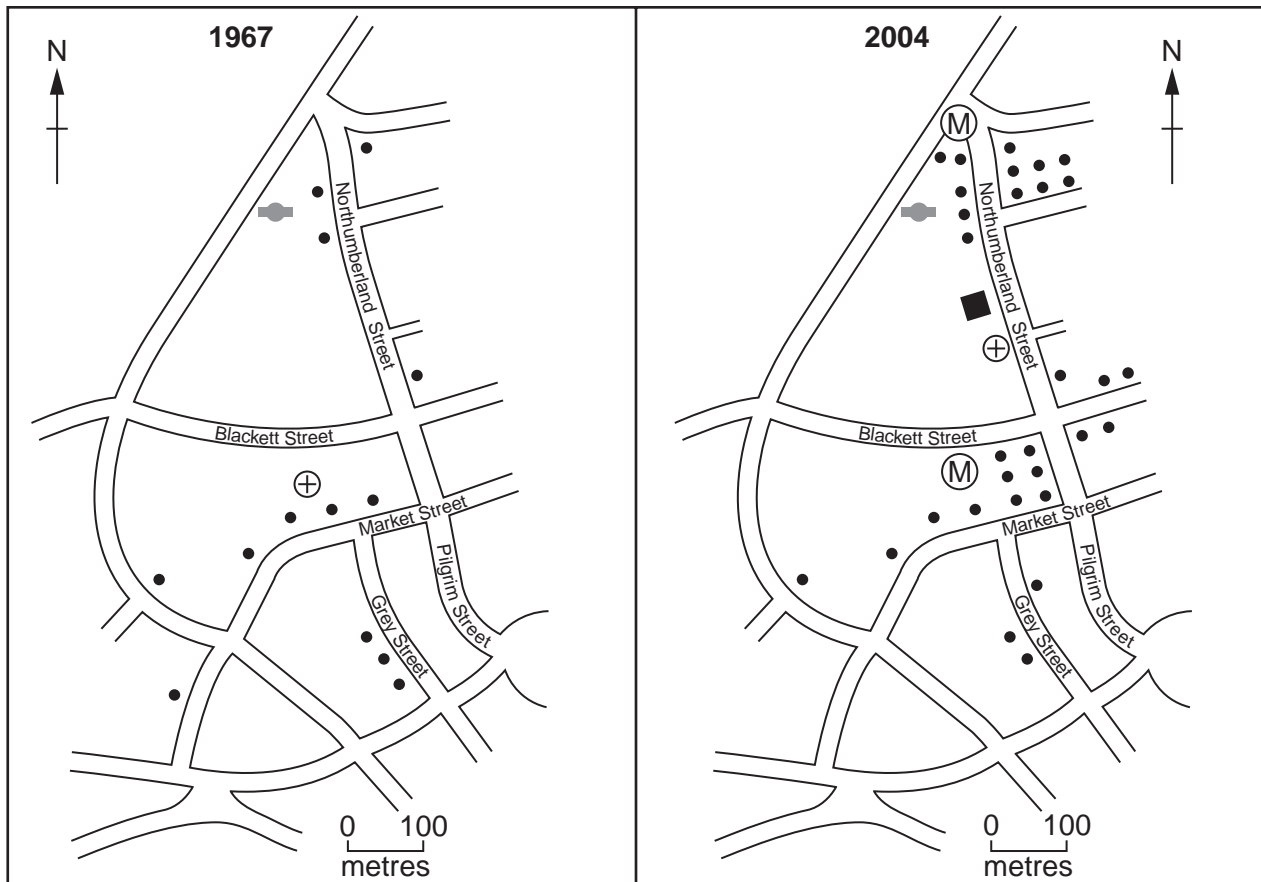 1967
N
Northumberland Street
Blackett Street
Market Street
Pilgrim Street
Grey Street
0 100
metres
2004
N
M
Northumberland Street
Blackett Street
M
Market Street
Pilgrim Street
Grey Street
0 100
metres